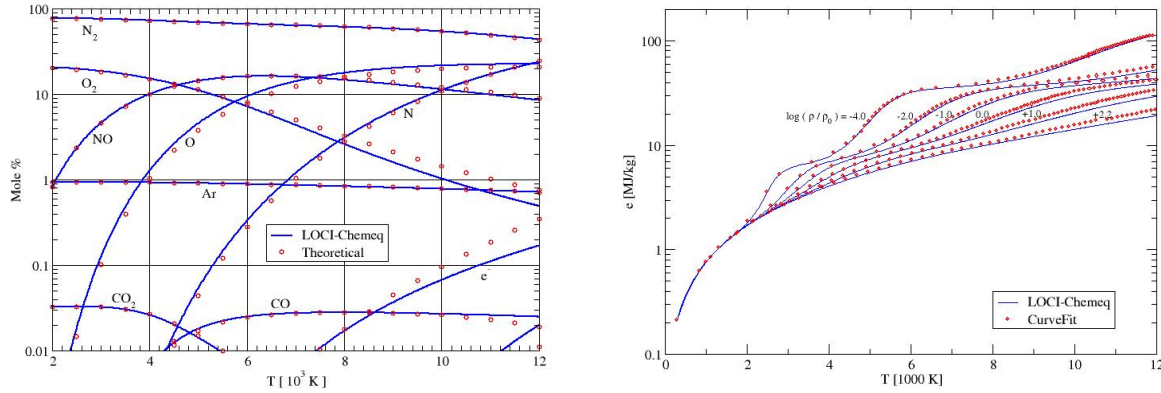 100
N₂
O₂
10
NO
O
N
Mole %
1
Ar
LOCI-Chemeq
Theoretical
0.1
e⁻
CO₂
CO
0.01
2 4 6 8 10 12
T [ 10³ K ]
100
log ( ρ / ρ₀ ) = -4.0 -2.0 -1.0 0.0 +1.0 +2.2
10
e [MJ/kg]
1
LOCI-Chemeq
CurveFit
0.1
0 2 4 6 8 10 12
T [1000 K]